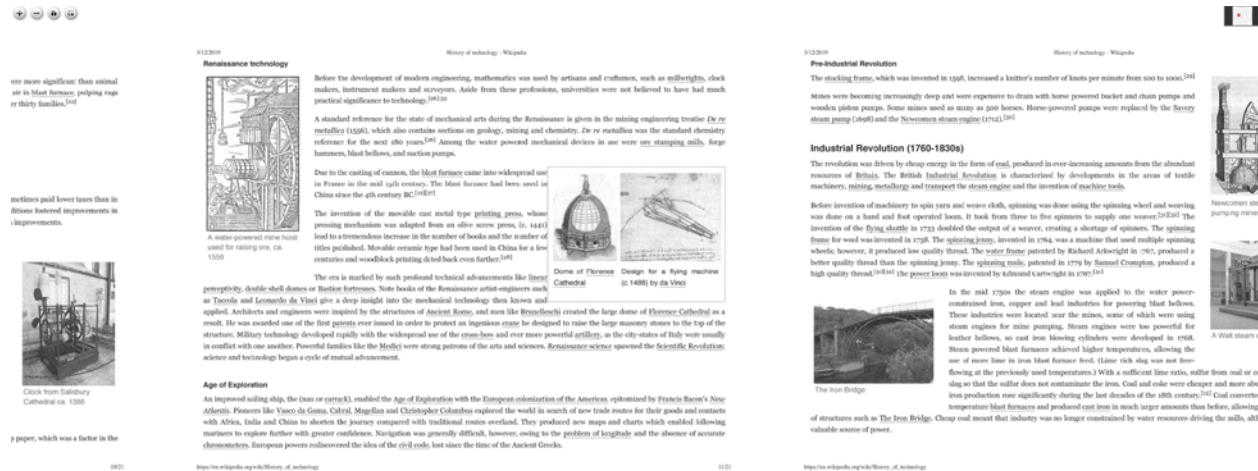 ere more significant than animal
air in blast furnace, pulping rags
er thirty families.[22]
metimes paid lower taxes than in
ditions fostered improvements in
improvements.
Clock from Salisbury
Cathedral ca. 1386
paper, which was a factor in the
10/21
3/12/2019
History of technology - Wikipedia
Renaissance technology
A water-powered mine hoist
used for raising ore, ca.
1556
Before the development of modern engineering, mathematics was used by artisans and craftsmen, such as millwrights, clock
makers, instrument makers and surveyors. Aside from these professions, universities were not believed to have had much
practical significance to technology.
A standard reference for the state of mechanical arts during the Renaissance is given in the mining engineering treatise De re
metallica (1556), which also contains sections on geology, mining and chemistry. De re metallica was the standard chemistry
reference for the next 180 years.[26] Among the water powered mechanical devices in use were ore stamping mills, forge
hammers, blast bellows, and suction pumps.
Due to the casting of cannon, the blast furnace came into widespread use
in France in the mid 15th century. The blast furnace had been used in
China since the 4th century BC.
The invention of the movable cast metal type printing press, whose
pressing mechanism was adapted from an olive screw press, (c. 1441)
lead to a tremendous increase in the number of books and the number of
titles published. Movable ceramic type had been used in China for a few
centuries and woodblock printing dated back even further.[28]
Dome of Florence
Cathedral
Design for a flying machine
(c. 1488) by da Vinci
The era is marked by such profound technical advancements like linear
perceptivity, double shell domes or Bastion fortresses. Note books of the Renaissance artist-engineers such
as Taccola and Leonardo da Vinci give a deep insight into the mechanical technology then known and
applied. Architects and engineers were inspired by the structures of Ancient Rome, and men like Brunelleschi created the large dome of Florence Cathedral as a
result. He was awarded one of the first patents ever issued in order to protect an ingenious crane he designed to raise the large masonry stones to the top of the
structure. Military technology developed rapidly with the widespread use of the cross-bow and ever more powerful artillery, as the city-states of Italy were usually
in conflict with one another. Powerful families like the Medici were strong patrons of the arts and sciences. Renaissance science spawned the Scientific Revolution;
science and technology began a cycle of mutual advancement.
Age of Exploration
An improved sailing ship, the (nau or carrack), enabled the Age of Exploration with the European colonization of the Americas, epitomized by Francis Bacon's New
Atlantis. Pioneers like Vasco da Gama, Cabral, Magellan and Christopher Columbus explored the world in search of new trade routes for their goods and contacts
with Africa, India and China to shorten the journey compared with traditional routes overland. They produced new maps and charts which enabled following
mariners to explore further with greater confidence. Navigation was generally difficult, however, owing to the problem of longitude and the absence of accurate
chronometers. European powers rediscovered the idea of the civil code, lost since the time of the Ancient Greeks.
https://en.wikipedia.org/wiki/History_of_technology
11/21
3/12/2019
History of technology - Wikipedia
Pre-Industrial Revolution
The stocking frame, which was invented in 1598, increased a knitter's number of knots per minute from 100 to 1000.[29]
Mines were becoming increasingly deep and were expensive to drain with horse powered bucket and chain pumps and
wooden piston pumps. Some mines used as many as 500 horses. Horse-powered pumps were replaced by the Savery
steam pump (1698) and the Newcomen steam engine (1712).[30]
Industrial Revolution (1760-1830s)
The revolution was driven by cheap energy in the form of coal, produced in ever-increasing amounts from the abundant
resources of Britain. The British Industrial Revolution is characterized by developments in the areas of textile
machinery, mining, metallurgy and transport the steam engine and the invention of machine tools.
Before invention of machinery to spin yarn and weave cloth, spinning was done using the spinning wheel and weaving
was done on a hand and foot operated loom. It took from three to five spinners to supply one weaver.[31][32] The
invention of the flying shuttle in 1733 doubled the output of a weaver, creating a shortage of spinners. The spinning
frame for wool was invented in 1738. The spinning jenny, invented in 1764, was a machine that used multiple spinning
wheels; however, it produced low quality thread. The water frame patented by Richard Arkwright in 1767, produced a
better quality thread than the spinning jenny. The spinning mule, patented in 1779 by Samuel Crompton, produced a
high quality thread.[31][32] The power loom was invented by Edmund Cartwright in 1787.[31]
Newcomen ste
pumping mines
The Iron Bridge
In the mid 1750s the steam engine was applied to the water power-
constrained iron, copper and lead industries for powering blast bellows.
These industries were located near the mines, some of which were using
steam engines for mine pumping. Steam engines were too powerful for
leather bellows, so cast iron blowing cylinders were developed in 1768.
Steam powered blast furnaces achieved higher temperatures, allowing the
use of more lime in iron blast furnace feed. (Lime rich slag was not free-
flowing at the previously used temperatures.) With a sufficient lime ratio, sulfur from coal or co
slag so that the sulfur does not contaminate the iron. Coal and coke were cheaper and more abu
iron production rose significantly during the last decades of the 18th century. Coal converte
temperature blast furnaces and produced cast iron in much larger amounts than before, allowing
of structures such as The Iron Bridge. Cheap coal meant that industry was no longer constrained by water resources driving the mills, alth
valuable source of power.
A Watt steam e
https://en.wikipedia.org/wiki/History_of_technology